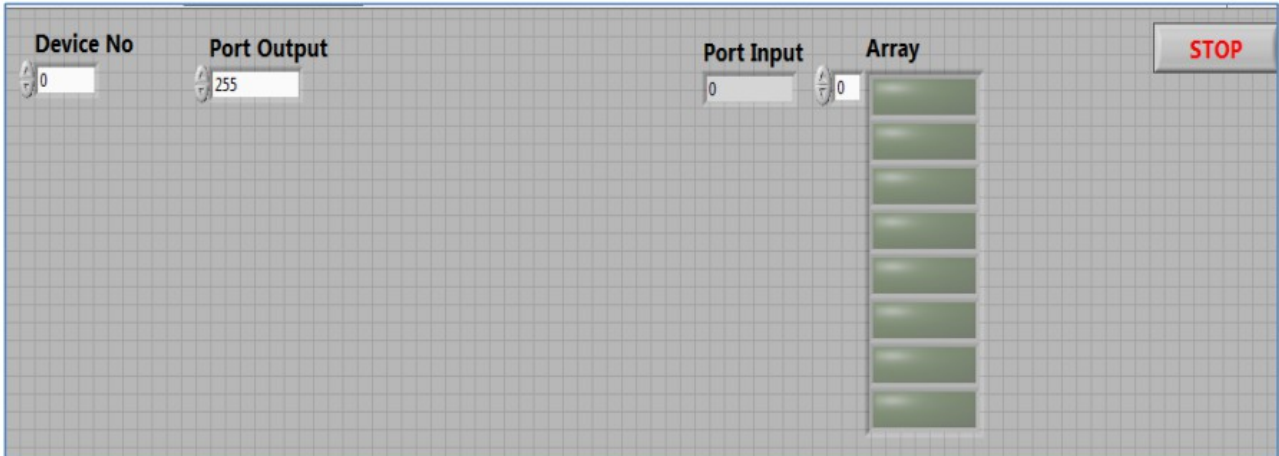 Device No
0
Port Output
255
Port Input
0
Array
0
STOP